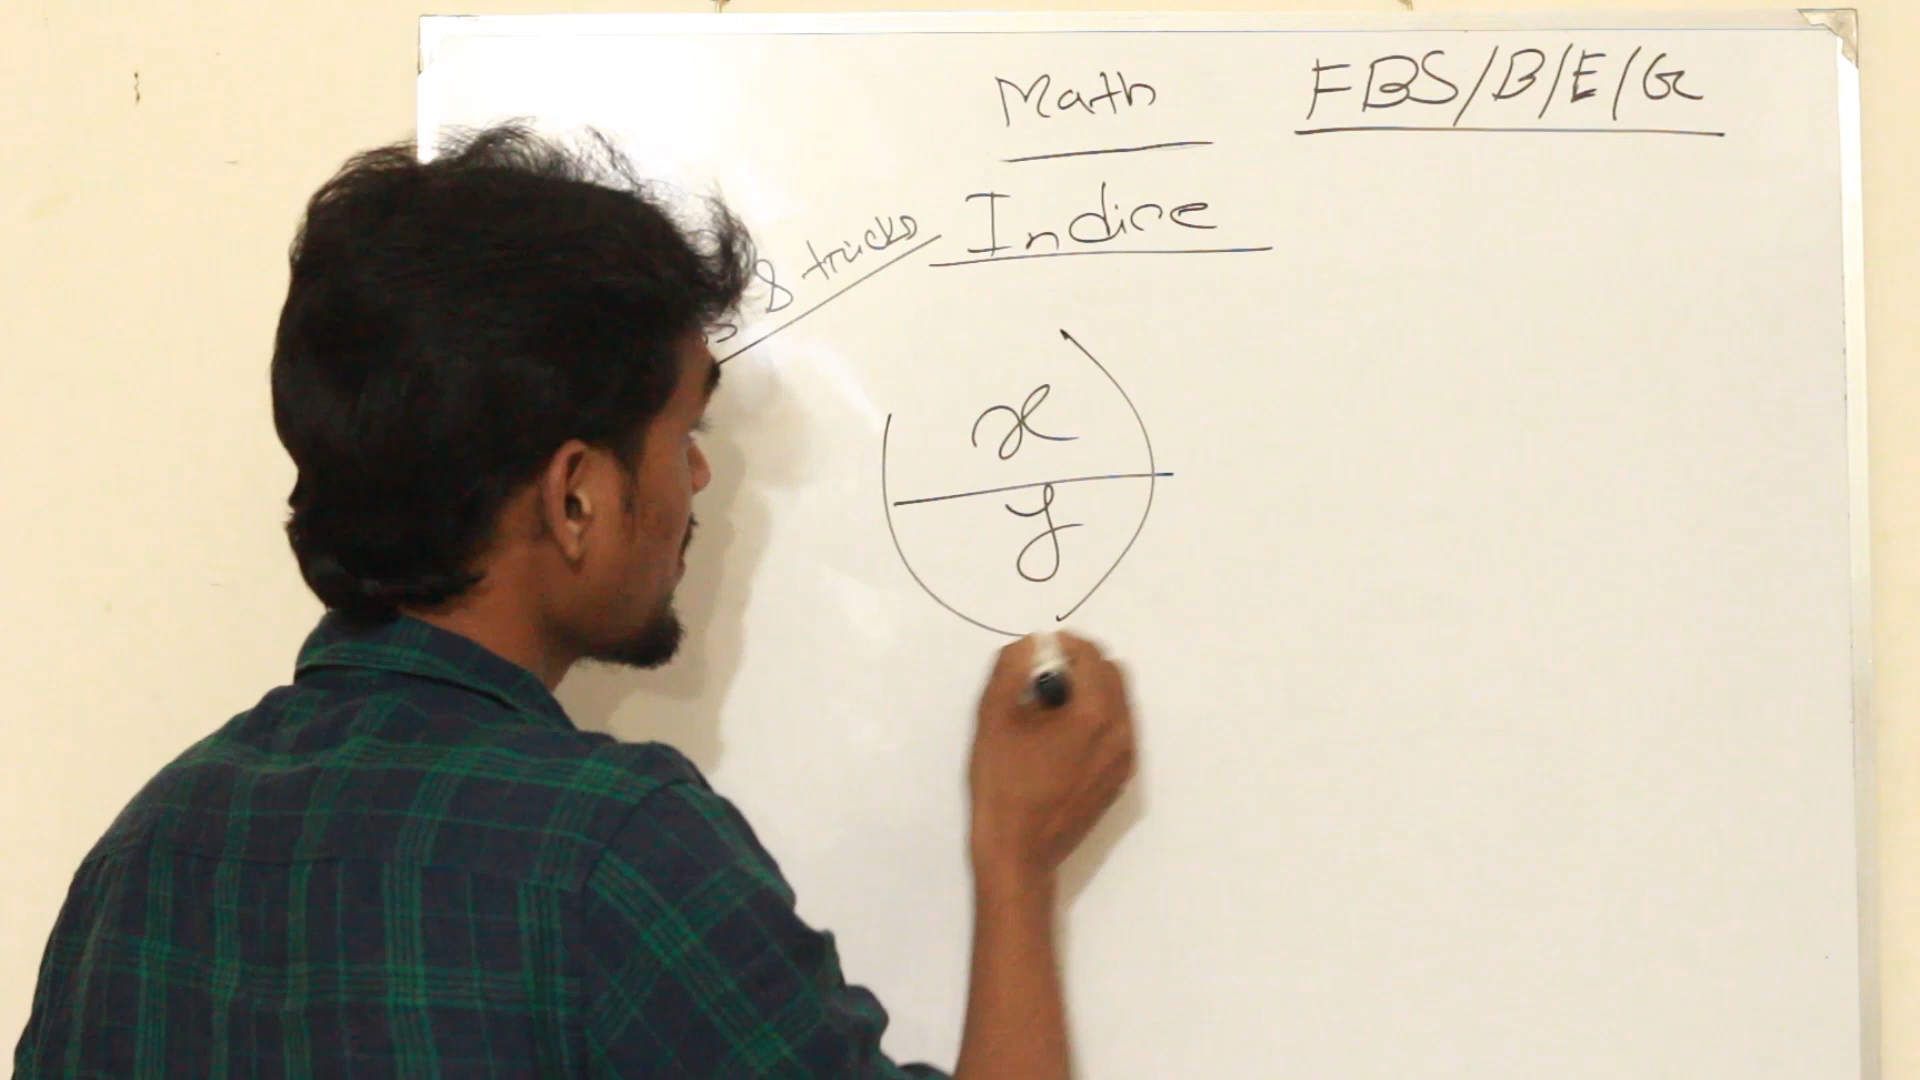 Math FBS/B/E/G
Indice
& tricks
x
y